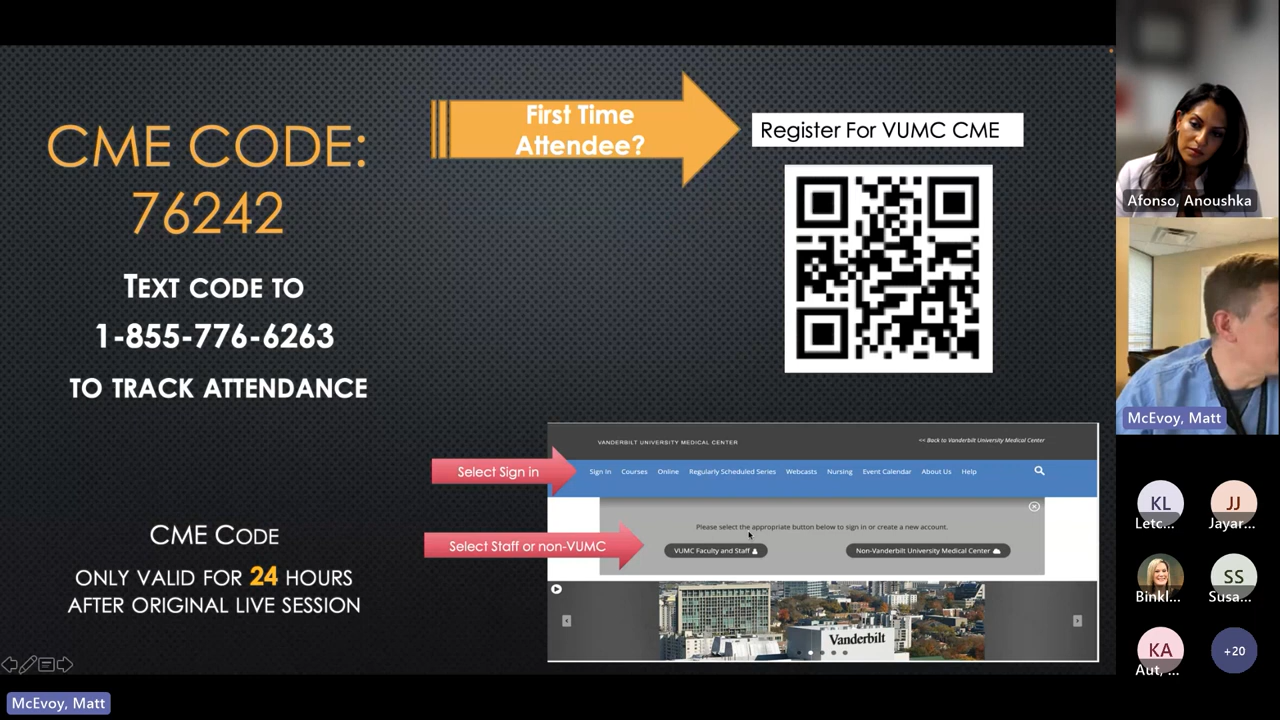 CME CODE:
76242
TEXT CODE TO
1-855-776-6263
TO TRACK ATTENDANCE
CME CODE
ONLY VALID FOR 24 HOURS
AFTER ORIGINAL LIVE SESSION
First Time
Attendee?
Register For VUMC CME
Select Sign in
Select Staff or non-VUMC
VANDERBILT UNIVERSITY MEDICAL CENTER
<< Back to Vanderbilt University Medical Center
Sign In Courses Online Regularly Scheduled Series Webcasts Nursing Event Calendar About Us Help
Please select the appropriate button below to sign in or create a new account.
VUMC Faculty and Staff
Non-Vanderbilt University Medical Center
Vanderbilt
McEvoy, Matt
Afonso, Anoushka
McEvoy, Matt
KL
Letc...
JJ
Jayar...
Binkl...
SS
Susa...
KA
Aut, ...
+20